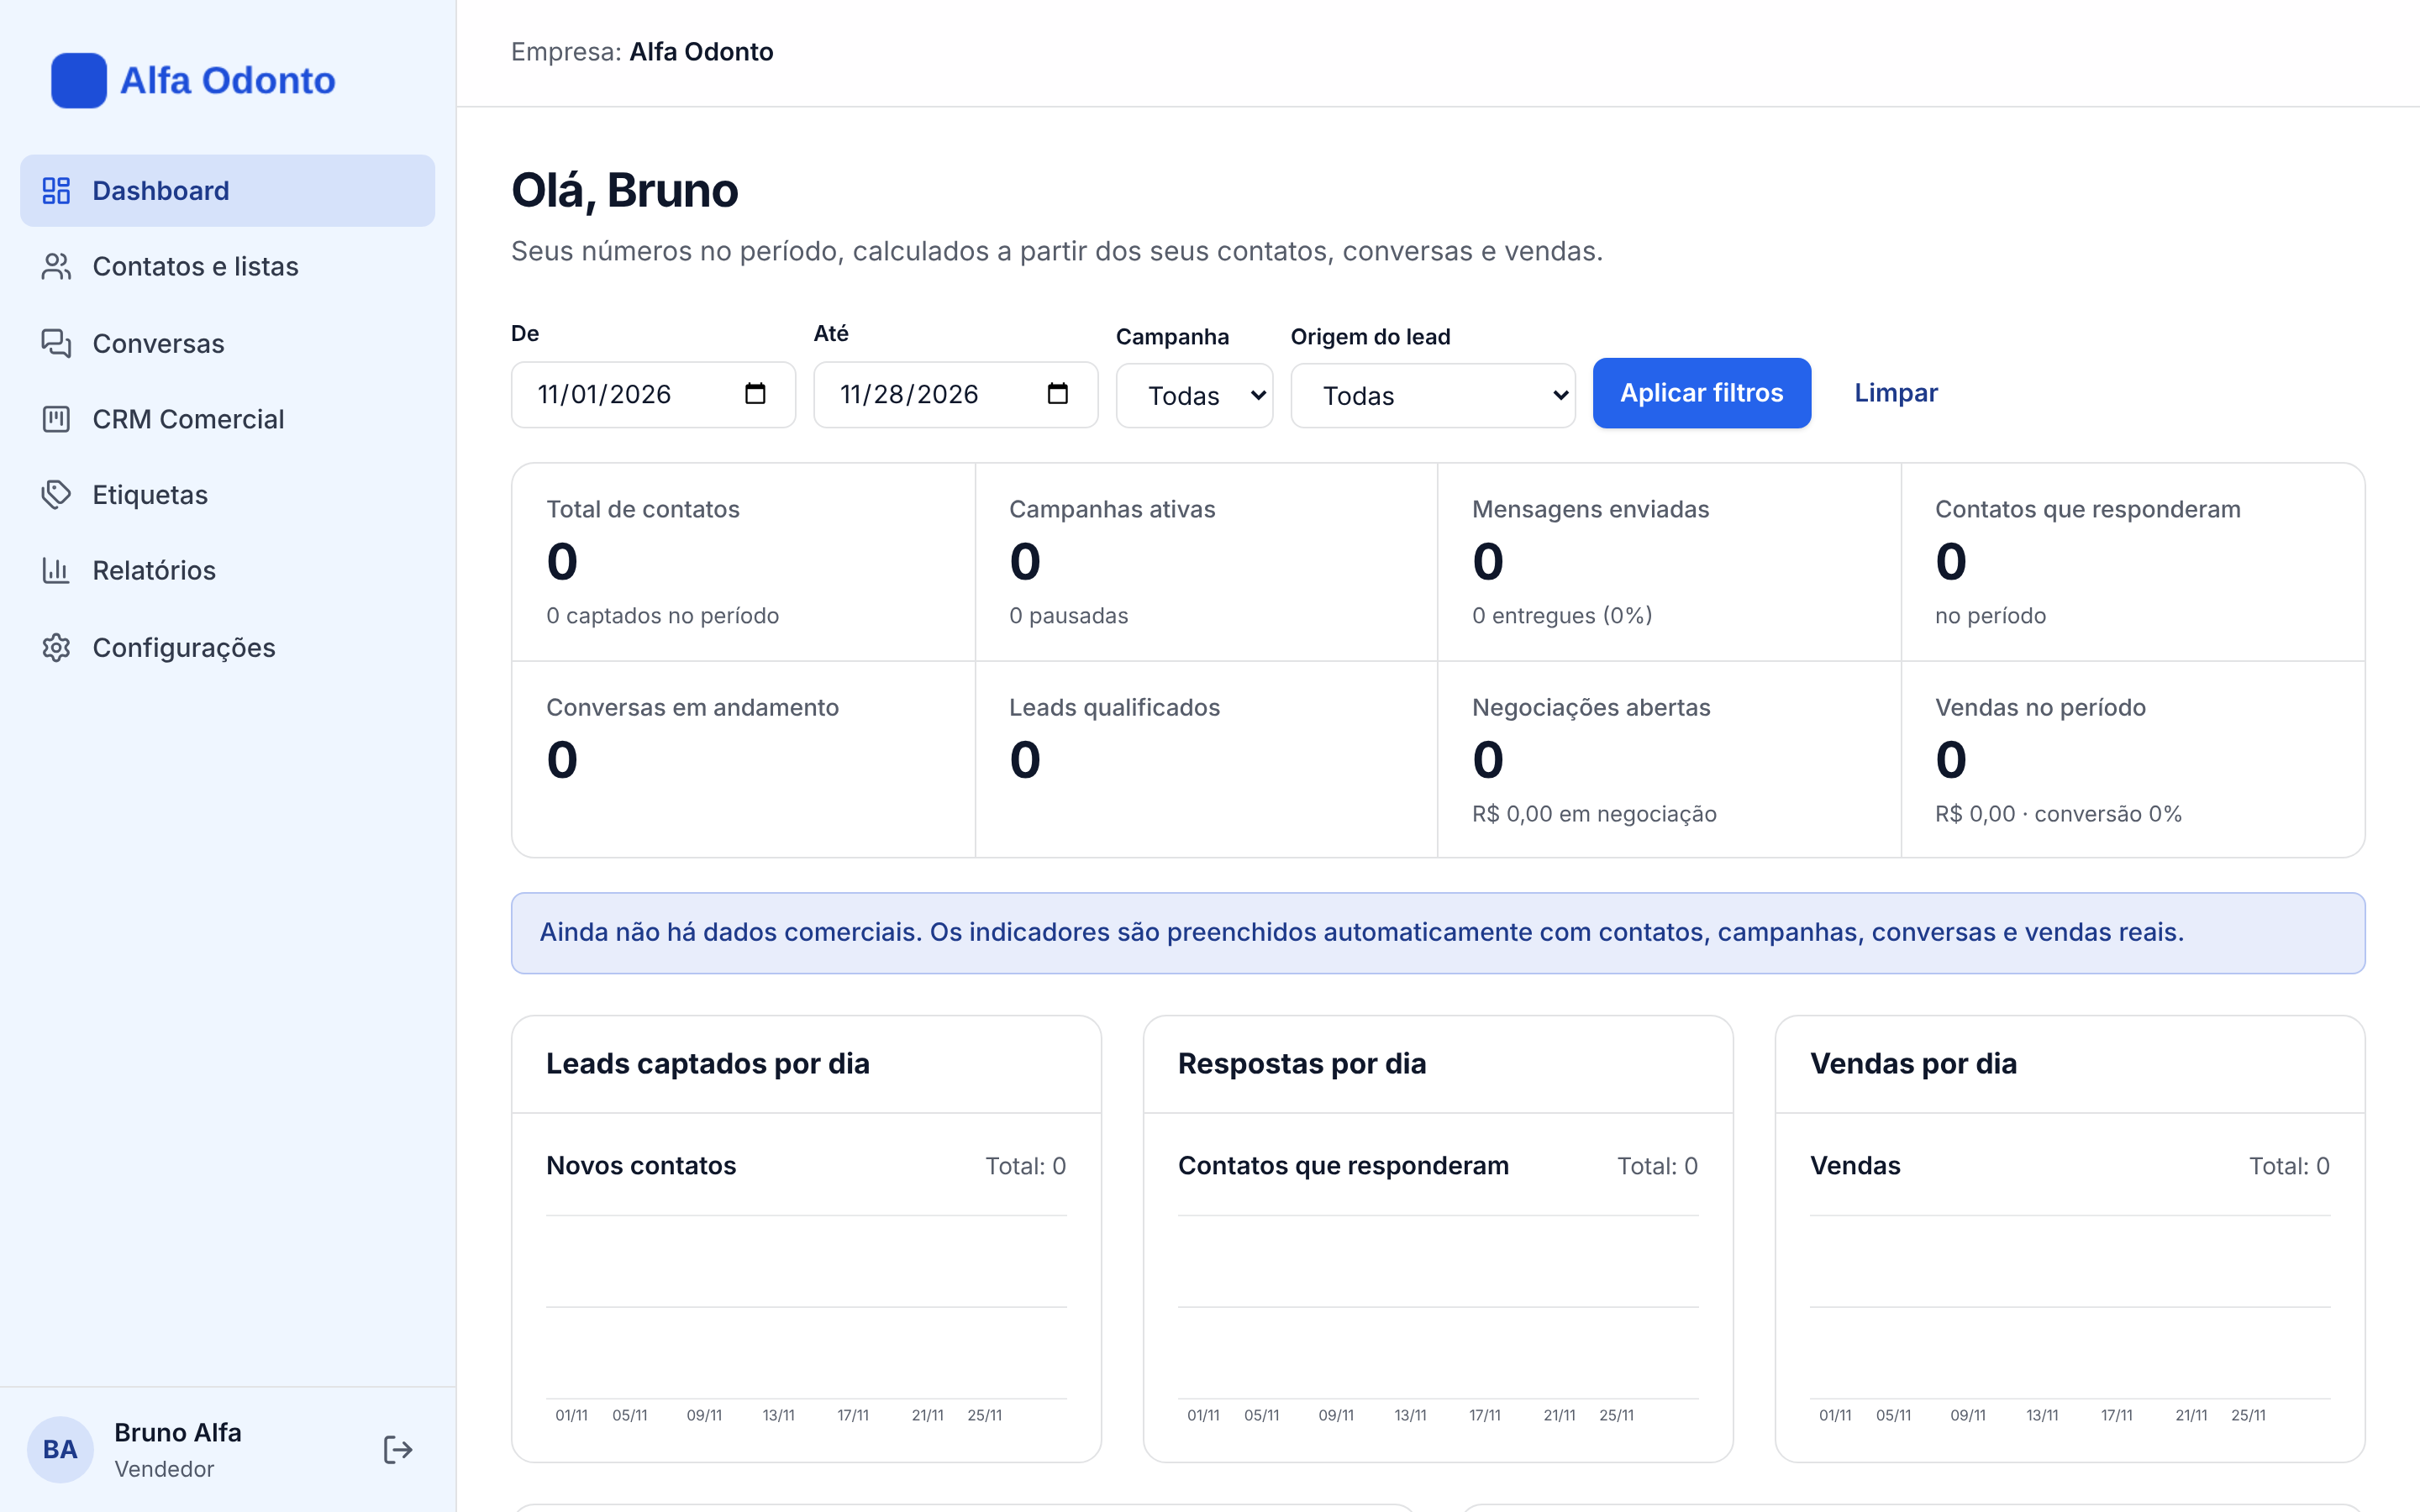 Alfa Odonto
Dashboard
Contatos e listas
Conversas
CRM Comercial
Etiquetas
Relatórios
Configurações
BA
Bruno Alfa
Vendedor
Empresa: Alfa Odonto
Olá, Bruno
Seus números no período, calculados a partir dos seus contatos, conversas e vendas.
De
11/01/2026
Até
11/28/2026
Campanha
Todas
Origem do lead
Todas
Aplicar filtros
Limpar
Total de contatos
0
0 captados no período
Campanhas ativas
0
0 pausadas
Mensagens enviadas
0
0 entregues (0%)
Contatos que responderam
0
no período
Conversas em andamento
0
Leads qualificados
0
Negociações abertas
0
R$ 0,00 em negociação
Vendas no período
0
R$ 0,00 · conversão 0%
Ainda não há dados comerciais. Os indicadores são preenchidos automaticamente com contatos, campanhas, conversas e vendas reais.
Leads captados por dia
Novos contatos Total: 0
01/11 05/11 09/11 13/11 17/11 21/11 25/11
Respostas por dia
Contatos que responderam Total: 0
01/11 05/11 09/11 13/11 17/11 21/11 25/11
Vendas por dia
Vendas Total: 0
01/11 05/11 09/11 13/11 17/11 21/11 25/11